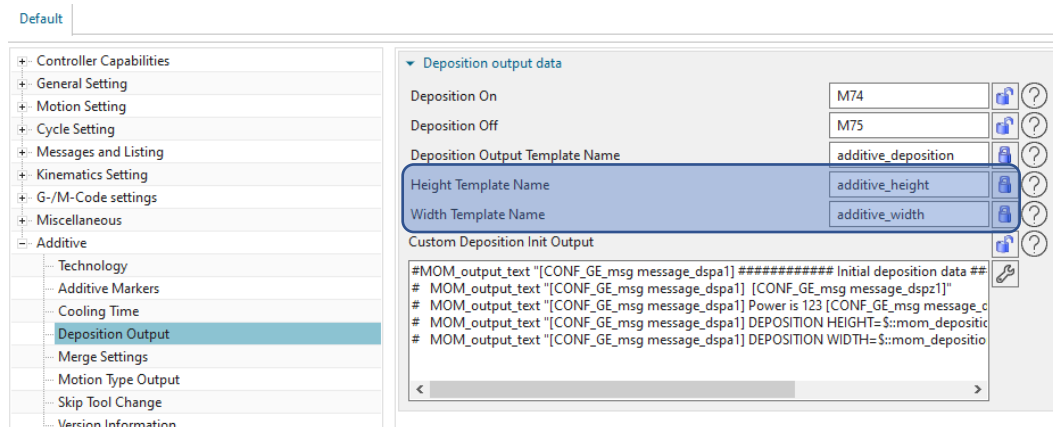 Default
Controller Capabilities
General Setting
Motion Setting
Cycle Setting
Messages and Listing
Kinematics Setting
G-/M-Code settings
Miscellaneous
Additive
Technology
Additive Markers
Cooling Time
Deposition Output
Merge Settings
Motion Type Output
Skip Tool Change
Version Information
Deposition output data
Deposition On M74
Deposition Off M75
Deposition Output Template Name additive_deposition
Height Template Name additive_height
Width Template Name additive_width
Custom Deposition Init Output
#MOM_output_text "[CONF_GE_msg message_dspa1] ############ Initial deposition data ##
# MOM_output_text "[CONF_GE_msg message_dspa1] [CONF_GE_msg message_dspz1]"
# MOM_output_text "[CONF_GE_msg message_dspa1] Power is 123 [CONF_GE_msg message_d
# MOM_output_text "[CONF_GE_msg message_dspa1] DEPOSITION HEIGHT=$::mom_depositic
# MOM_output_text "[CONF_GE_msg message_dspa1] DEPOSITION WIDTH=$::mom_depositio